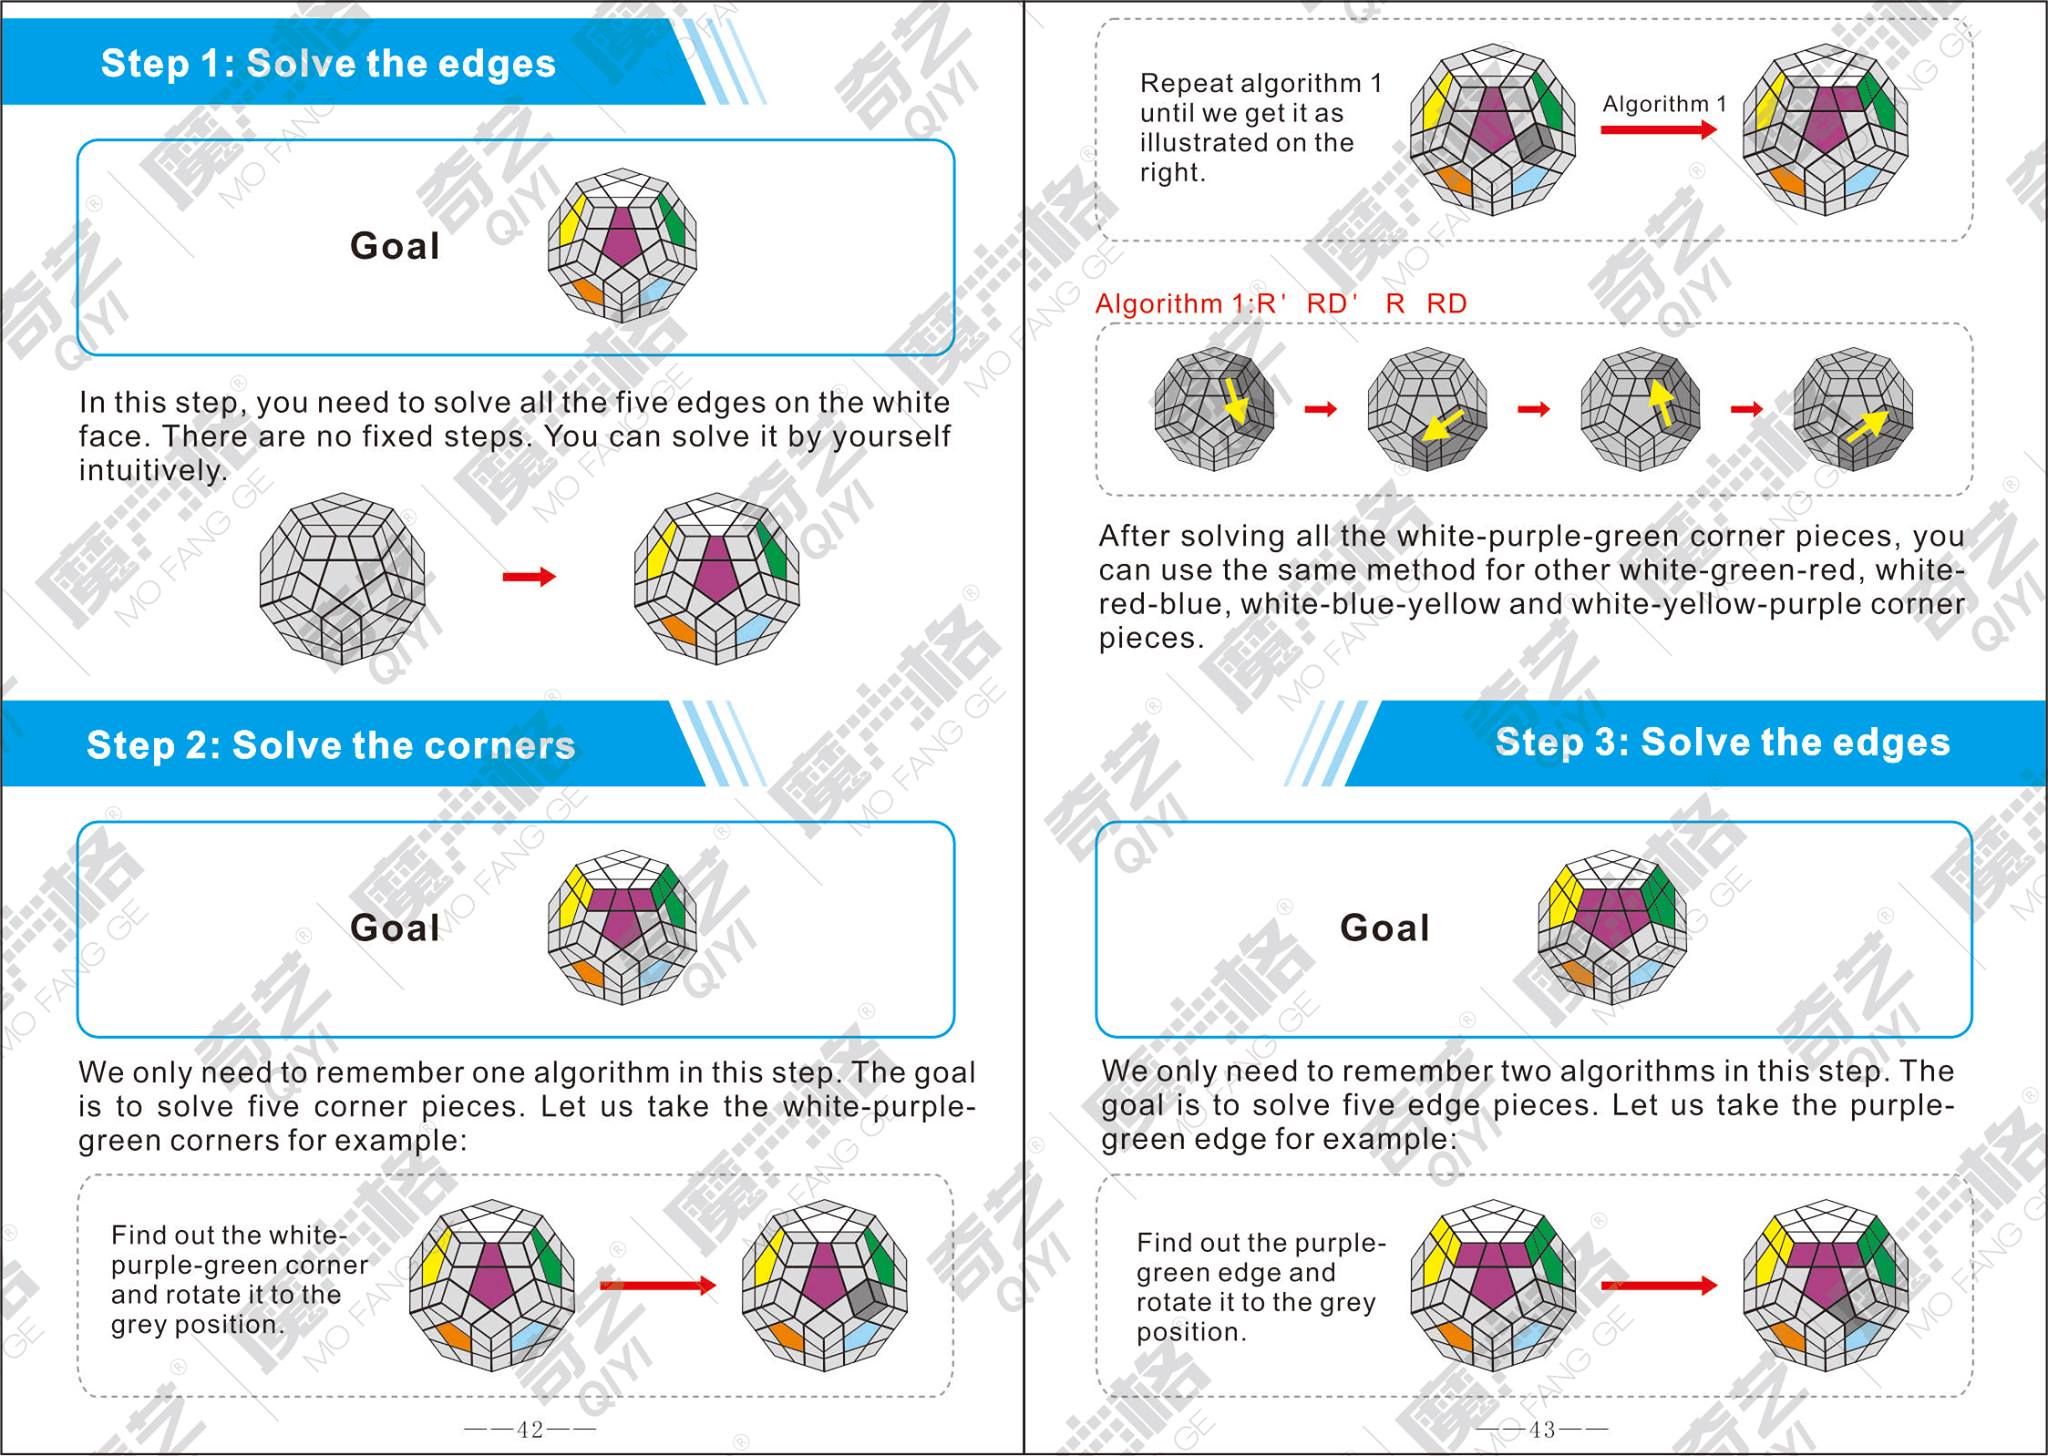 Step 1: Solve the edges
Goal
In this step, you need to solve all the five edges on the white
face. There are no fixed steps. You can solve it by yourself
intuitively.
Step 2: Solve the corners
Goal
We only need to remember one algorithm in this step. The goal
is to solve five corner pieces. Let us take the white-purple-
green corners for example:
Find out the white-
purple-green corner
and rotate it to the
grey position.
——42——
Repeat algorithm 1
until we get it as
illustrated on the
right.
Algorithm 1
Algorithm 1:R' RD' R RD
After solving all the white-purple-green corner pieces, you
can use the same method for other white-green-red, white-
red-blue, white-blue-yellow and white-yellow-purple corner
pieces.
Step 3: Solve the edges
Goal
We only need to remember two algorithms in this step. The
goal is to solve five edge pieces. Let us take the purple-
green edge for example:
Find out the purple-
green edge and
rotate it to the grey
position.
——43——
奇艺®
QIYI
魔方格
MO FANG GE